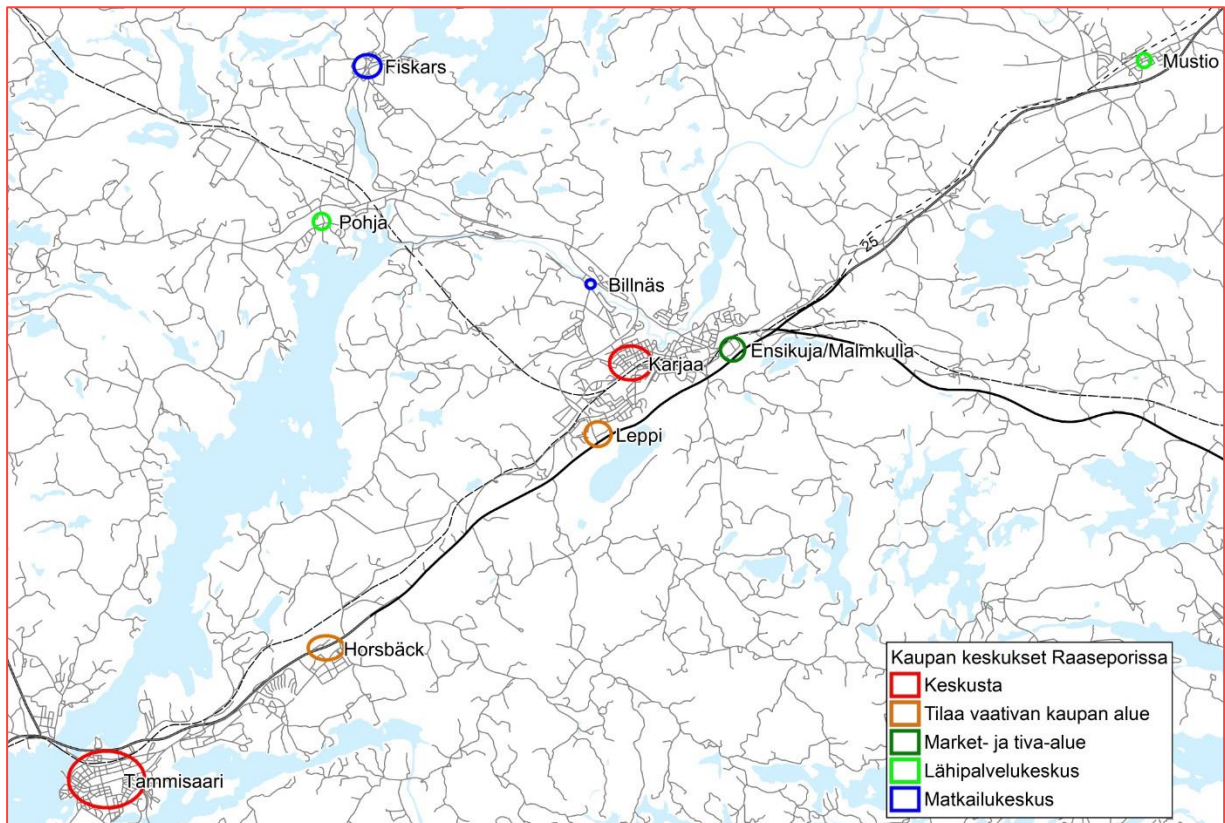 Fiskars
Mustio
Pohja
25
Billnäs
Ensikuja/Malmkulla
Karjaa
Leppi
Horsbäck
Tammisaari
Kaupan keskukset Raaseporissa
Keskusta
Tilaa vaativan kaupan alue
Market- ja tiva-alue
Lähipalvelukeskus
Matkailukeskus